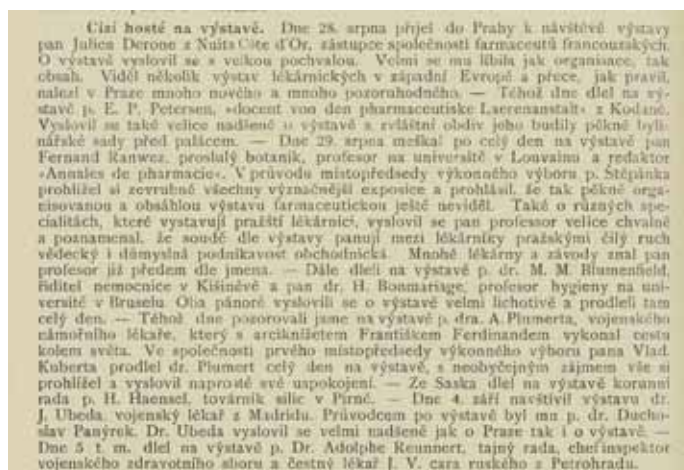 Cizí hosté na výstavě. Dne 28. srpna přijel do Prahy k návštěvě výstavy
pan Julien Derone z Nuits Côte d'Or, zástupce společnosti farmaceutů francouzských.
O výstavě vyslovil se s velkou pochvalou. Velmi se mu líbila jak organisace, tak
obsah. Viděl několik výstav lékárnických v západní Evropě a přece, jak pravil,
nalezl v Praze mnoho nového a mnoho pozoruhodného. — Téhož dne dlel na vý-
stavě p. E. P. Petersen, »docent von den pharmaceutiske Laerenanstalt« z Kodaně.
Vyslovil se také velice nadšeně o výstavě a zvláštní obdiv jeho budily pěkné byli-
nářské sady před palácem. — Dne 29. srpna meškal po celý den na výstavě pan
Fernand Ranwez, proslulý botanik, profesor na universitě v Louvainu a redaktor
»Annales de pharmacie«. V průvodu místopředsedy výkonného výboru p. Štěpánka
prohlížel si zevrubně všechny význačnější exposice a prohlásil, že tak pěkně orga-
nisovanou a obsáhlou výstavu farmaceutickou ještě neviděl. Také o různých spe-
cialitách, které vystavují pražští lékárníci, vyslovil se pan professor velice chvalně
a poznamenal, že soudě dle výstavy panují mezi lékárníky pražskými čilý ruch
vědecký i důmyslná podnikavost obchodnická. Mnohé lékárny a závody znal pan
profesor již předem dle jmena. — Dále dleli na výstavě p. dr. M. M. Blumenfield,
ředitel nemocnice v Kišiněvě a pan dr. H. Bonmariage, profesor hygieny na uni-
versitě v Bruselu. Oba pánové vyslovili se o výstavě velmi lichotivě a prodleli tam
celý den. — Téhož dne pozorovali jsme na výstavě p. dra. A. Plumerta, vojenského
námořního lékaře, který s arciknížetem Františkem Ferdinandem vykonal cestu
kolem světa. Ve společnosti prvého místopředsedy výkonného výboru pana Vlad.
Kuberta prodlel dr. Plumert celý den na výstavě, s neobyčejným zájmem vše si
prohlížel a vyslovil naprosté své uspokojení. — Ze Saska dlel na výstavě korunní
rada p. H. Haensel, továrník silic v Pirně. — Dne 4. září navštívil výstavu dr.
J. Ubeda, vojenský lékař z Madridu. Průvodcem po výstavě byl mu p. dr. Ducho-
slav Panýrek. Dr. Ubeda vyslovil se velmi nadšeně jak o Praze tak i o výstavě. —
Dne 5 t. m. dlel na výstavě p. Dr. Adolphe Reunnert, tajný rada, chefinspektor
vojenského zdravotního sboru a čestný lékař J. V. cara ruského z Petrohradu.